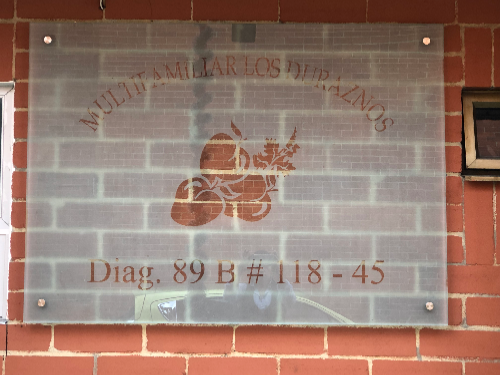 MULTIFAMILIAR LOS DURAZNOS
Diag. 89 B # 118 - 45